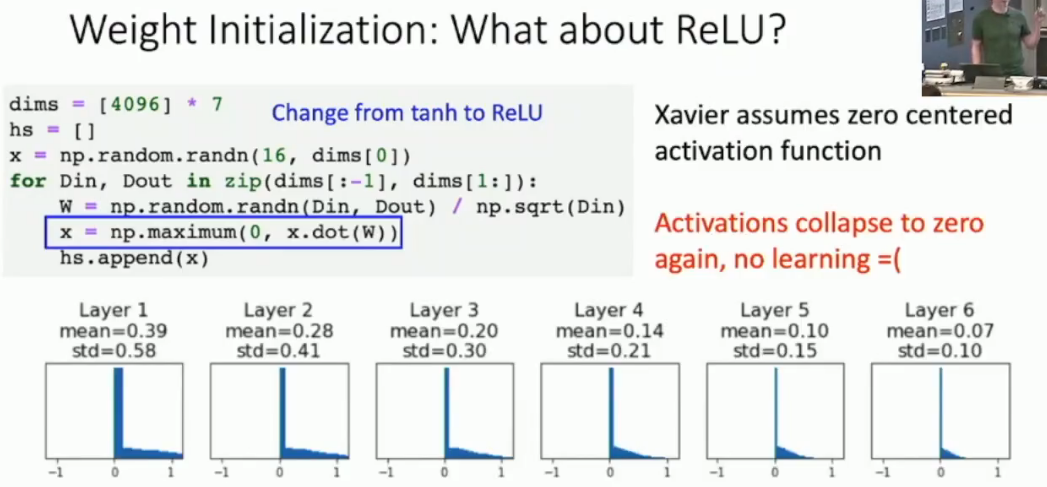 Weight Initialization: What about ReLU?
dims = [4096] * 7
Change from tanh to ReLU
hs = []
x = np.random.randn(16, dims[0])
for Din, Dout in zip(dims[:-1], dims[1:]):
W = np.random.randn(Din, Dout) / np.sqrt(Din)
x = np.maximum(0, x.dot(W))
hs.append(x)
Xavier assumes zero centered
activation function
Activations collapse to zero
again, no learning =(
Layer 1
mean=0.39
std=0.58
-1 0 1
Layer 2
mean=0.28
std=0.41
-1 0 1
Layer 3
mean=0.20
std=0.30
-1 0 1
Layer 4
mean=0.14
std=0.21
-1 0 1
Layer 5
mean=0.10
std=0.15
-1 0 1
Layer 6
mean=0.07
std=0.10
-1 0 1